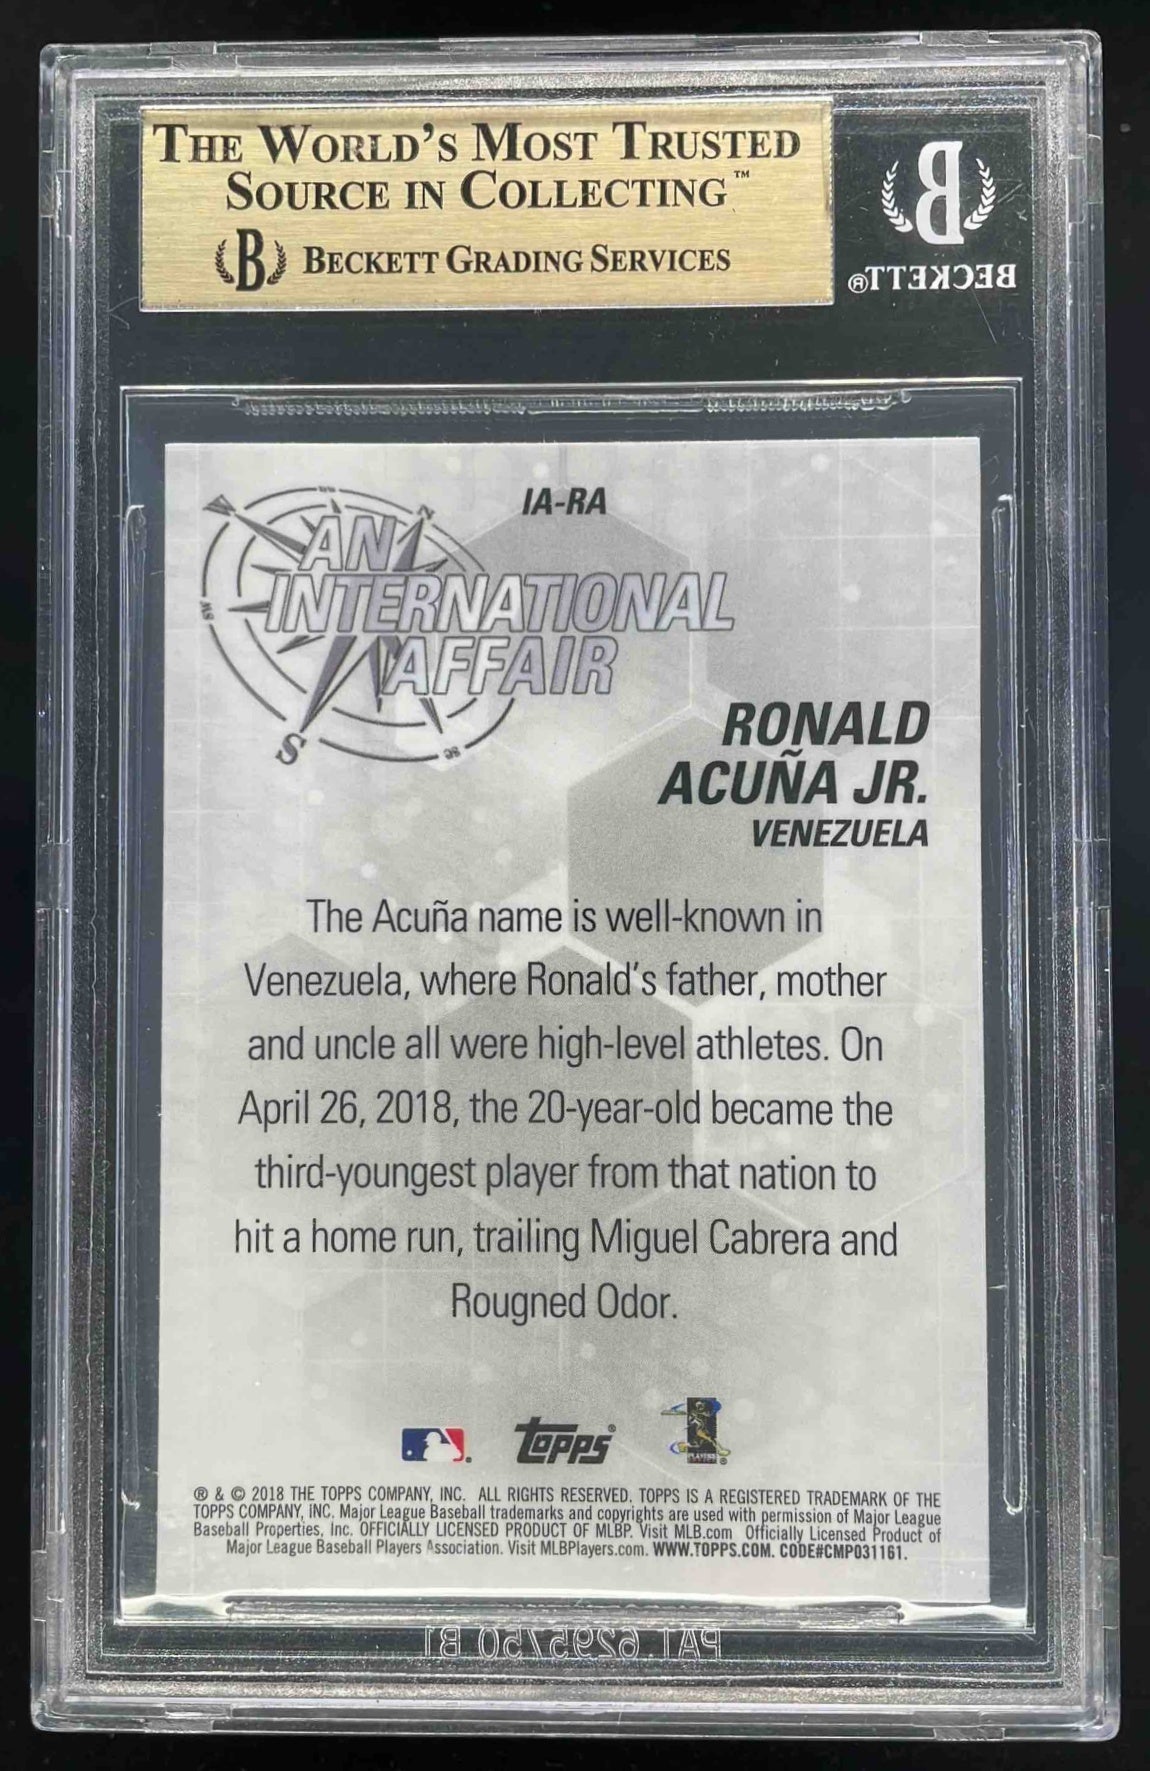 THE WORLD'S MOST TRUSTED
SOURCE IN COLLECTING™
B BECKETT GRADING SERVICES
B
BECKETT®
IA-RA
W
N
SW
S
SE
AN
INTERNATIONAL
AFFAIR
RONALD
ACUÑA JR.
VENEZUELA
The Acuña name is well-known in
Venezuela, where Ronald's father, mother
and uncle all were high-level athletes. On
April 26, 2018, the 20-year-old became the
third-youngest player from that nation to
hit a home run, trailing Miguel Cabrera and
Rougned Odor.
topps®
PLAYERS
® & © 2018 THE TOPPS COMPANY, INC. ALL RIGHTS RESERVED. TOPPS IS A REGISTERED TRADEMARK OF THE
TOPPS COMPANY, INC. Major League Baseball trademarks and copyrights are used with permission of Major League
Baseball Properties, Inc. OFFICIALLY LICENSED PRODUCT OF MLBP. Visit MLB.com Officially Licensed Product of
Major League Baseball Players Association. Visit MLBPlayers.com. WWW.TOPPS.COM. CODE#CMP031161.